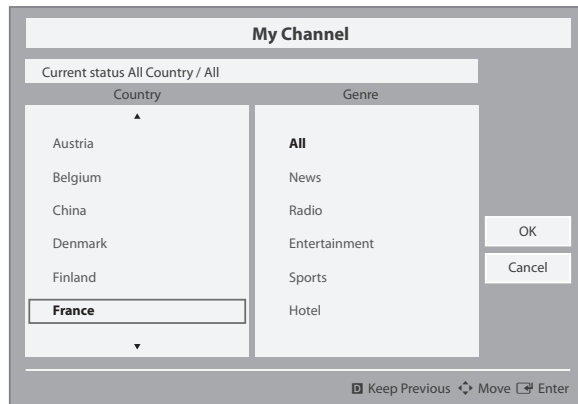 My Channel
Current status All Country / All
Country Genre
▲
Austria All
Belgium News
China Radio
Denmark Entertainment
Finland Sports
France Hotel
▼
OK
Cancel
D Keep Previous Move Enter